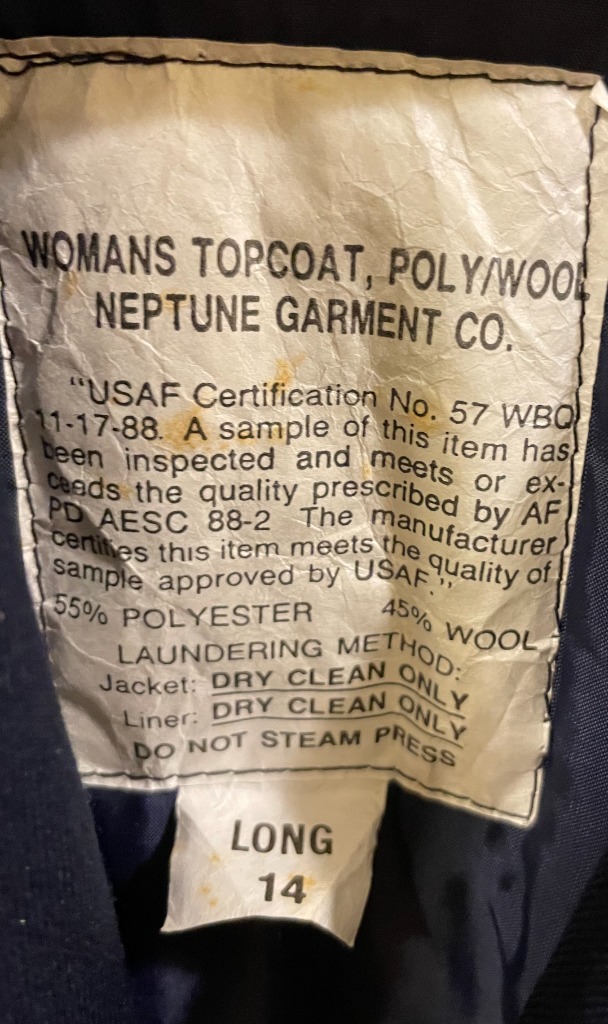 WOMANS TOPCOAT, POLY/WOOL
NEPTUNE GARMENT CO.
"USAF Certification No. 57 WBO
11-17-88. A sample of this item has
been inspected and meets or ex-
ceeds the quality prescribed by AF
PD AESC 88-2 The manufacturer
certifies this item meets the quality of
sample approved by USAF."
55% POLYESTER 45% WOOL
LAUNDERING METHOD:
Jacket: DRY CLEAN ONLY
Liner: DRY CLEAN ONLY
DO NOT STEAM PRESS
LONG
14